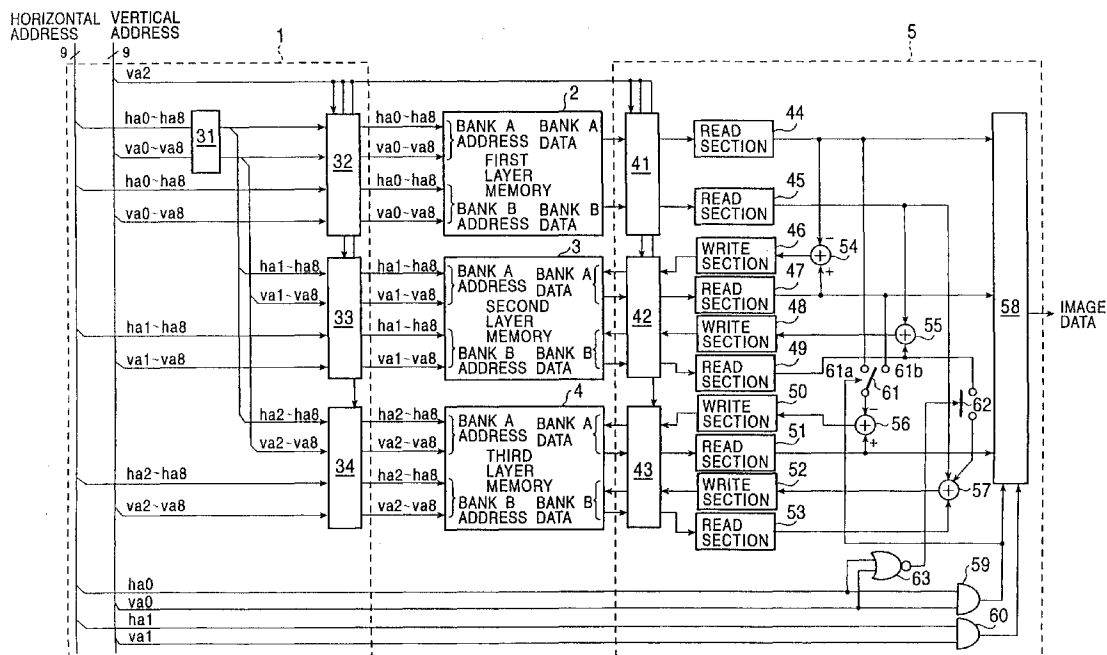 HORIZONTAL ADDRESS
VERTICAL ADDRESS
9
9
1
5
va2
2
44
ha0~ha8
31
va0~va8
ha0~ha8
va0~va8
32
ha0~ha8
va0~va8
ha0~ha8
va0~va8
BANK A ADDRESS
BANK A DATA
FIRST LAYER MEMORY
BANK B ADDRESS
BANK B DATA
41
READ SECTION
READ SECTION
45
46
3
WRITE SECTION
54
−
+
47
ha1~ha8
va1~va8
ha1~ha8
va1~va8
33
ha1~ha8
va1~va8
ha1~ha8
va1~va8
BANK A ADDRESS
BANK A DATA
SECOND LAYER MEMORY
BANK B ADDRESS
BANK B DATA
42
READ SECTION
48
WRITE SECTION
55
49
READ SECTION
58
IMAGE DATA
61a
61b
61
62
4
50
WRITE SECTION
−
+
56
51
ha2~ha8
va2~va8
ha2~ha8
va2~va8
34
ha2~ha8
va2~va8
ha2~ha8
va2~va8
BANK A ADDRESS
BANK A DATA
THIRD LAYER MEMORY
BANK B ADDRESS
BANK B DATA
43
READ SECTION
52
WRITE SECTION
57
53
READ SECTION
63
59
ha0
va0
ha1
60
va1